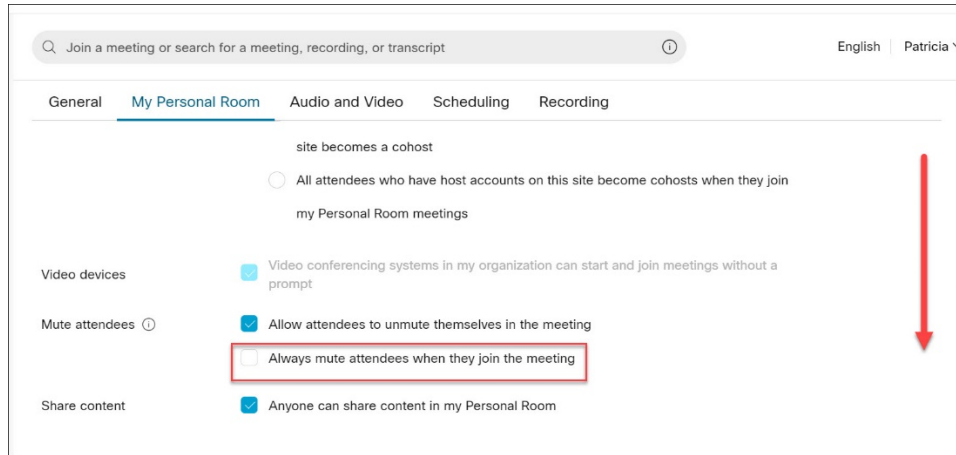 Join a meeting or search for a meeting, recording, or transcript
English
Patricia
General
My Personal Room
Audio and Video
Scheduling
Recording
site becomes a cohost
All attendees who have host accounts on this site become cohosts when they join
my Personal Room meetings
Video devices
Video conferencing systems in my organization can start and join meetings without a
prompt
Mute attendees
Allow attendees to unmute themselves in the meeting
Always mute attendees when they join the meeting
Share content
Anyone can share content in my Personal Room